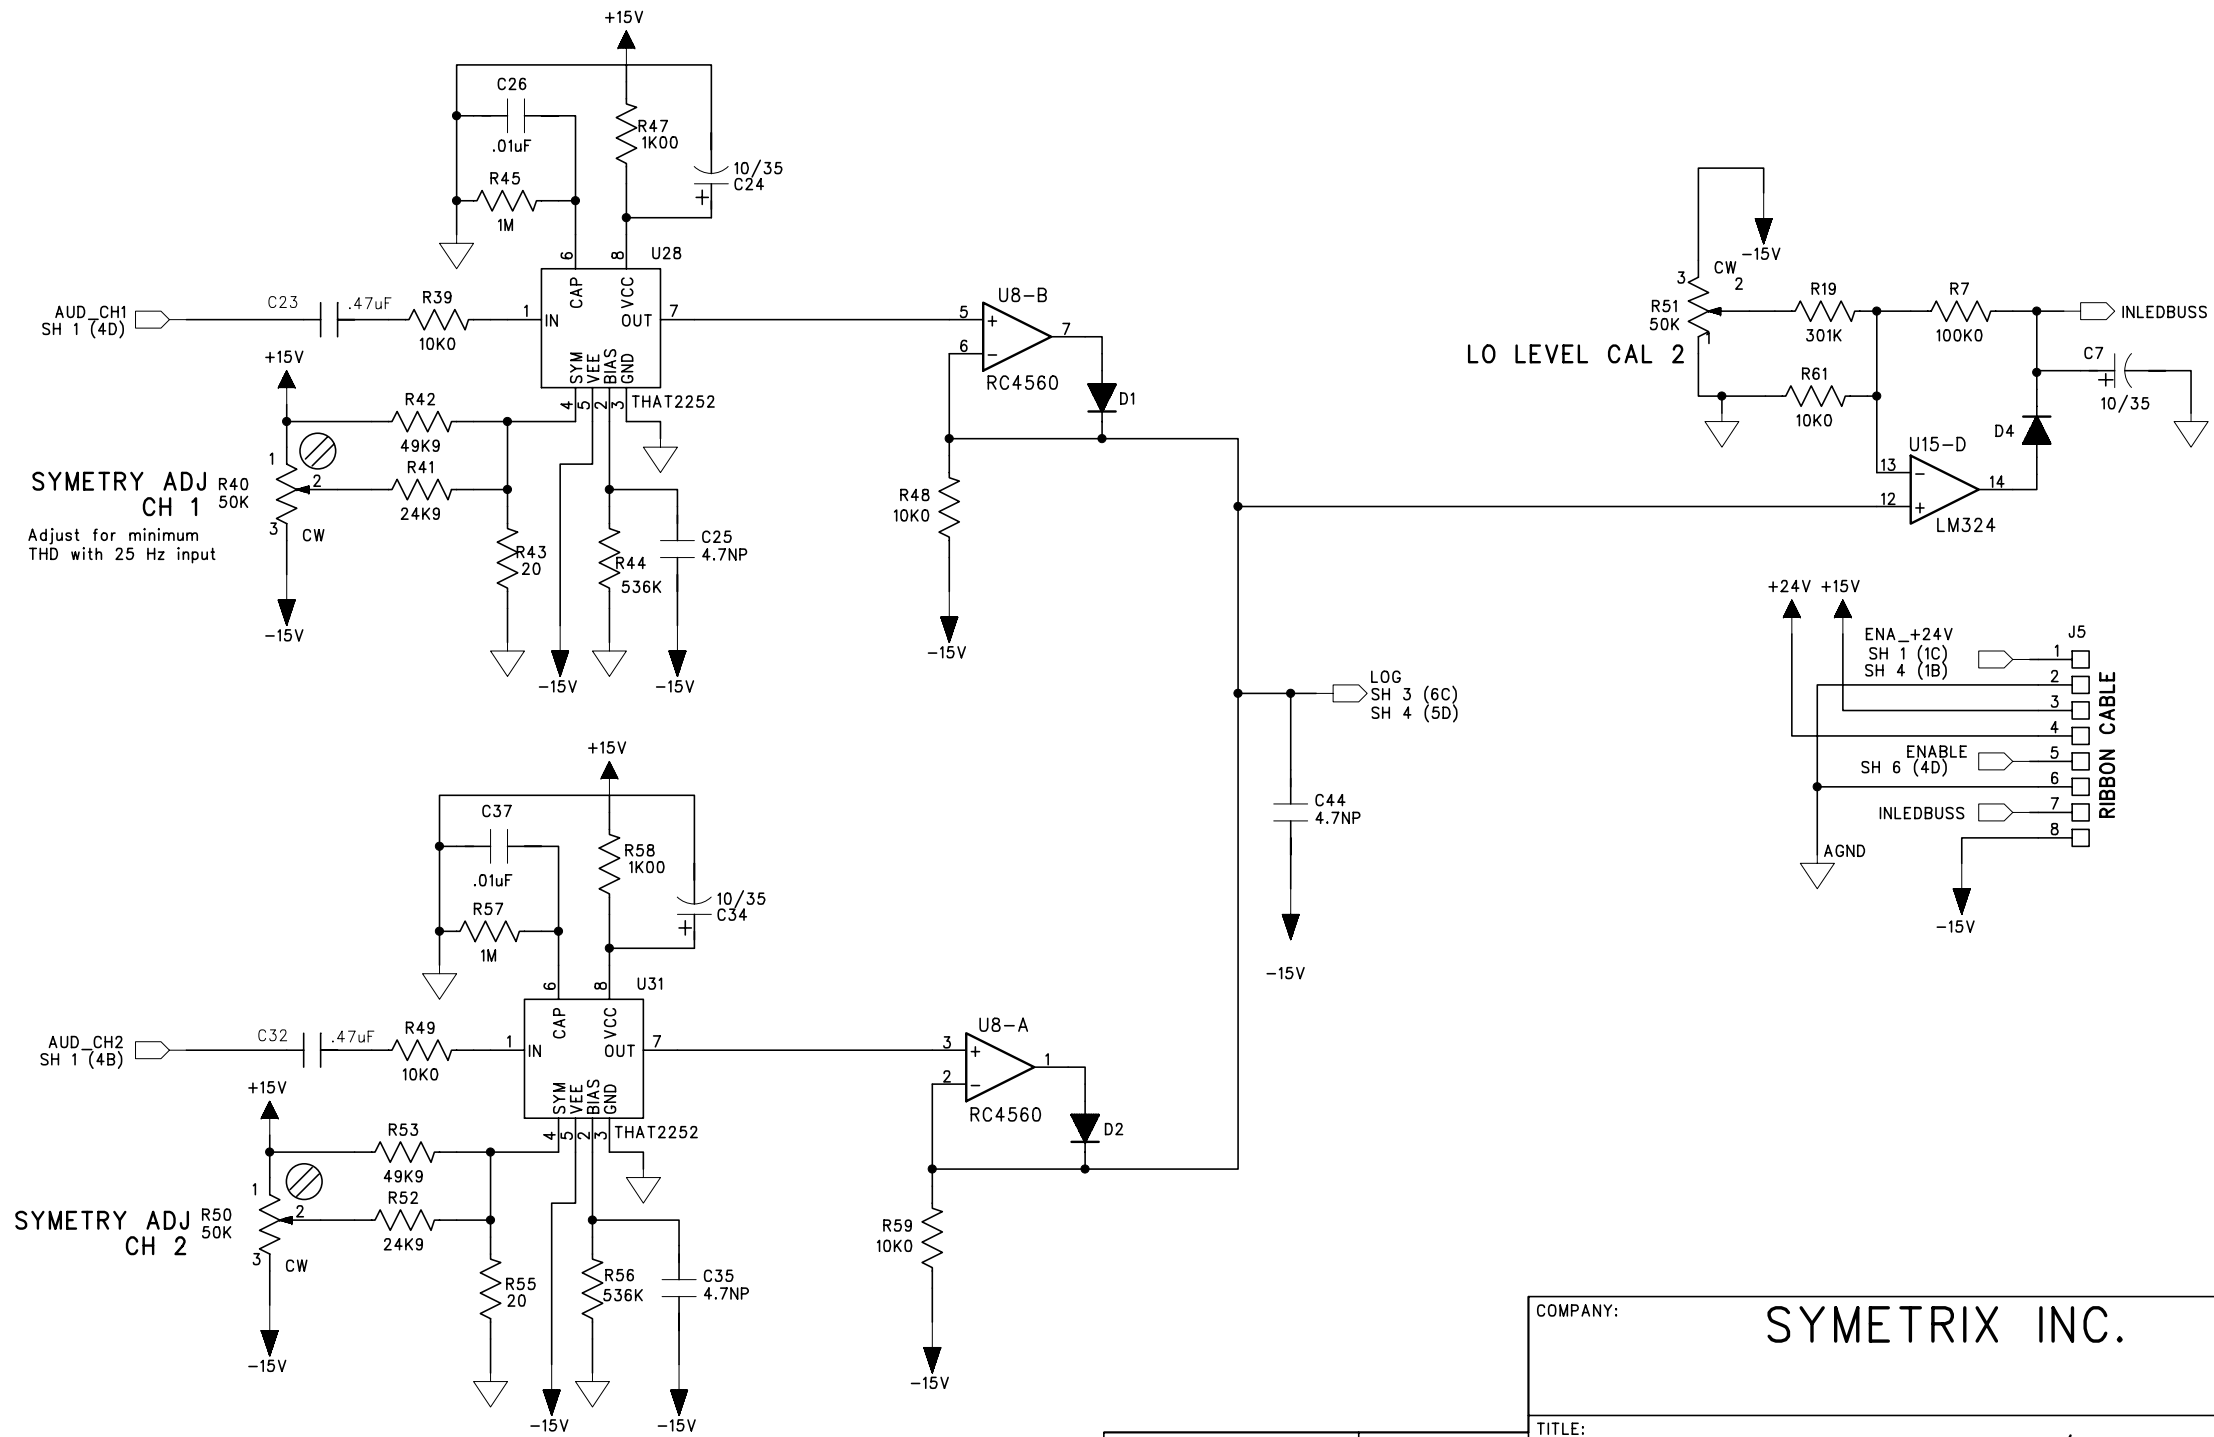 +15V
C26
.01uF
R47
1K00
10/35
C24
R45
1M
6
8
U28
CAP
VCC
AUD_CH1
SH 1 (4D)
C23
.47uF
R39
10K0
1
IN
OUT
7
SYM
VEE
BIAS
GND
4
5
2
3
THAT2252
+15V
R42
49K9
1
SYMETRY ADJ
CH 1
R40
50K
2
R41
24K9
3
CW
Adjust for minimum
THD with 25 Hz input
-15V
R43
20
R44
536K
C25
4.7NP
-15V
-15V
U8-B
5
+
6
-
7
RC4560
D1
R48
10K0
-15V
-15V
3
CW
2
R51
50K
LO LEVEL CAL 2
R19
301K
R7
100K0
INLEDBUSS
R61
10K0
C7
+
10/35
D4
U15-D
13
-
12
+
14
LM324
LOG
SH 3 (6C)
SH 4 (5D)
C44
4.7NP
-15V
+24V
+15V
J5
ENA_+24V
SH 1 (1C)
SH 4 (1B)
1
2
3
4
ENABLE
SH 6 (4D)
5
6
INLEDBUSS
7
8
RIBBON CABLE
AGND
-15V
+15V
C37
.01uF
R58
1K00
10/35
C34
+
R57
1M
6
8
U31
CAP
VCC
AUD_CH2
SH 1 (4B)
C32
.47uF
R49
10K0
1
IN
OUT
7
SYM
VEE
BIAS
GND
4
5
2
3
THAT2252
+15V
R53
49K9
1
SYMETRY ADJ
CH 2
R50
50K
2
R52
24K9
3
CW
-15V
R55
20
R56
536K
C35
4.7NP
-15V
-15V
U8-A
3
+
2
-
1
RC4560
D2
R59
10K0
-15V
COMPANY:
SYMETRIX INC.
TITLE: